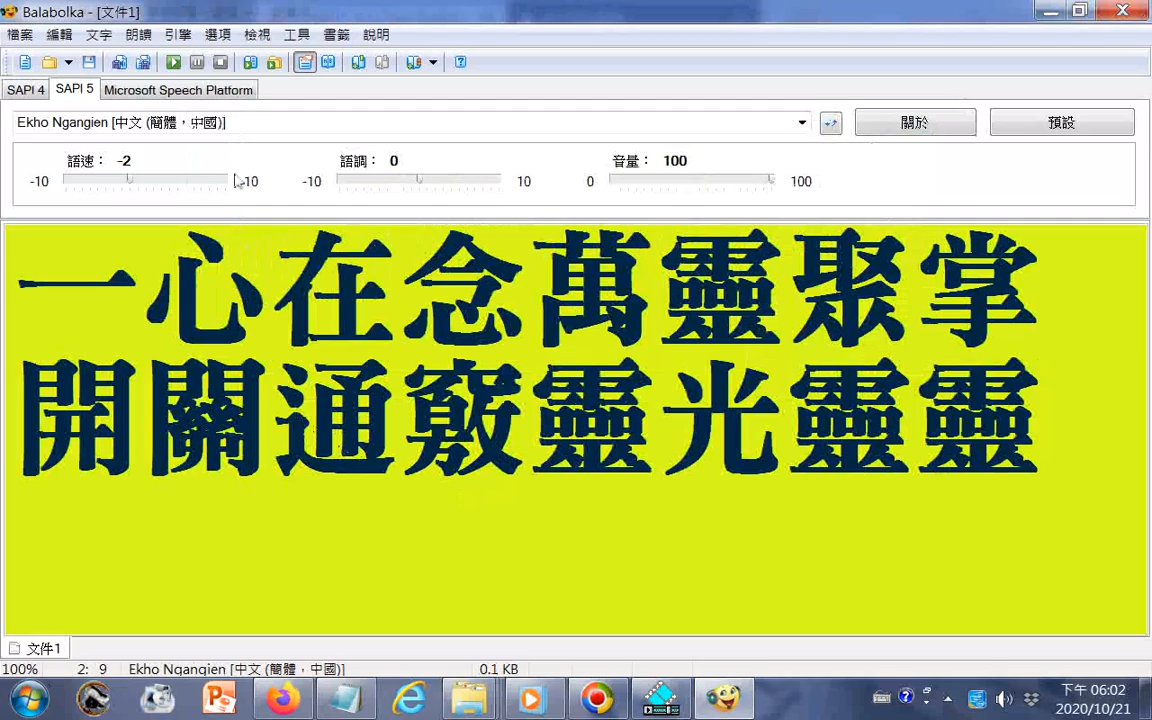 Balabolka - [文件1]
檔案 編輯 文字 朗讀 引擎 選項 檢視 工具 書籤 說明
SAPI 4 SAPI 5 Microsoft Speech Platform
Ekho Ngangien [中文 (簡體，中國)] 關於 預設
語速： -2 語調： 0 音量： 100
-10 10 -10 10 0 100
一心在念萬靈聚掌
開關通竅靈光靈靈
文件1
100% 2: 9 Ekho Ngangien [中文 (簡體，中國)] 0.1 KB
下午 06:02
2020/10/21